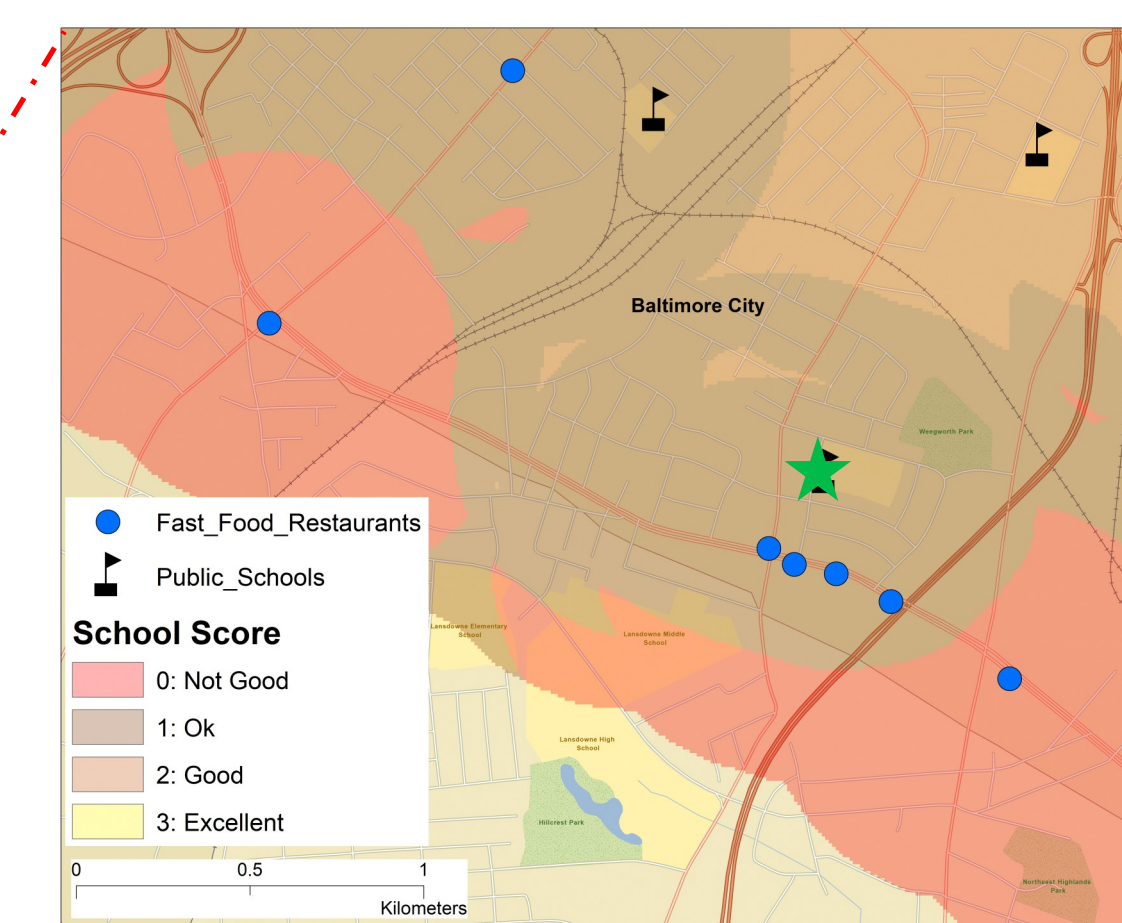 Baltimore City
Weegworth Park
Fast_Food_Restaurants
Public_Schools
School Score
0: Not Good
1: Ok
2: Good
3: Excellent
Lansdowne Elementary
School
Lansdowne Middle
School
Lansdowne High
School
Hillcrest Park
Northeast Highlands
Park
0 0.5 1
Kilometers